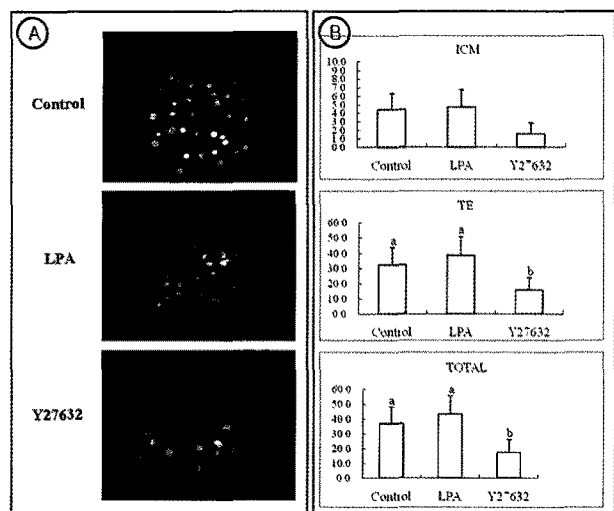 A
Control
LPA
Y27632
B
ICM
10.0
9.0
8.0
7.0
6.0
5.0
4.0
3.0
2.0
1.0
0.0
Control LPA Y27632
TE
60.0
50.0
40.0
30.0
20.0
10.0
0.0
a a b
Control LPA Y27632
TOTAL
60.0
50.0
40.0
30.0
20.0
10.0
0.0
a a b
Control LPA Y27632